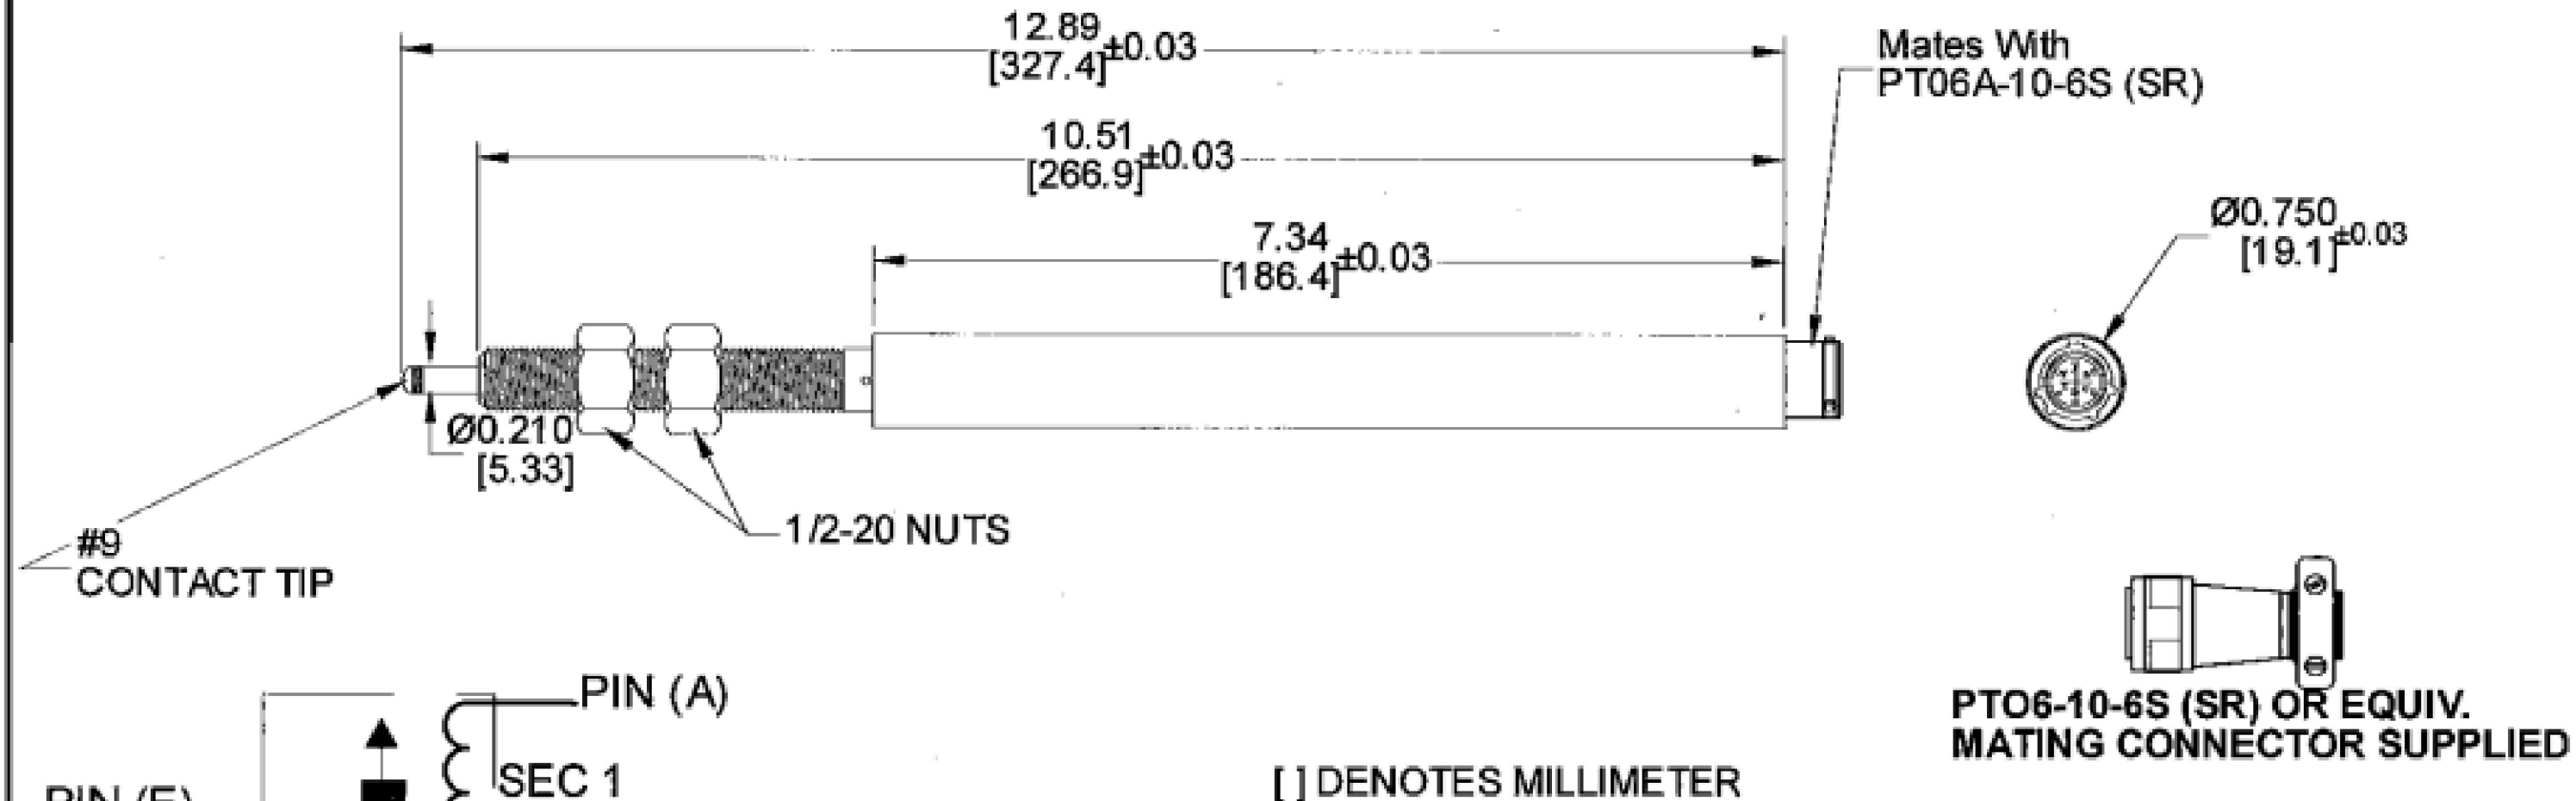 12.89
[327.4]
±0.03
Mates With
PT06A-10-6S (SR)
10.51
[266.9]
±0.03
7.34
[186.4]
±0.03
Ø0.750
[19.1]
±0.03
Ø0.210
[5.33]
1/2-20 NUTS
#9
CONTACT TIP
PTO6-10-6S (SR) OR EQUIV.
MATING CONNECTOR SUPPLIED
PIN (A)
SEC 1
PIN (E)
[ ] DENOTES MILLIMETER